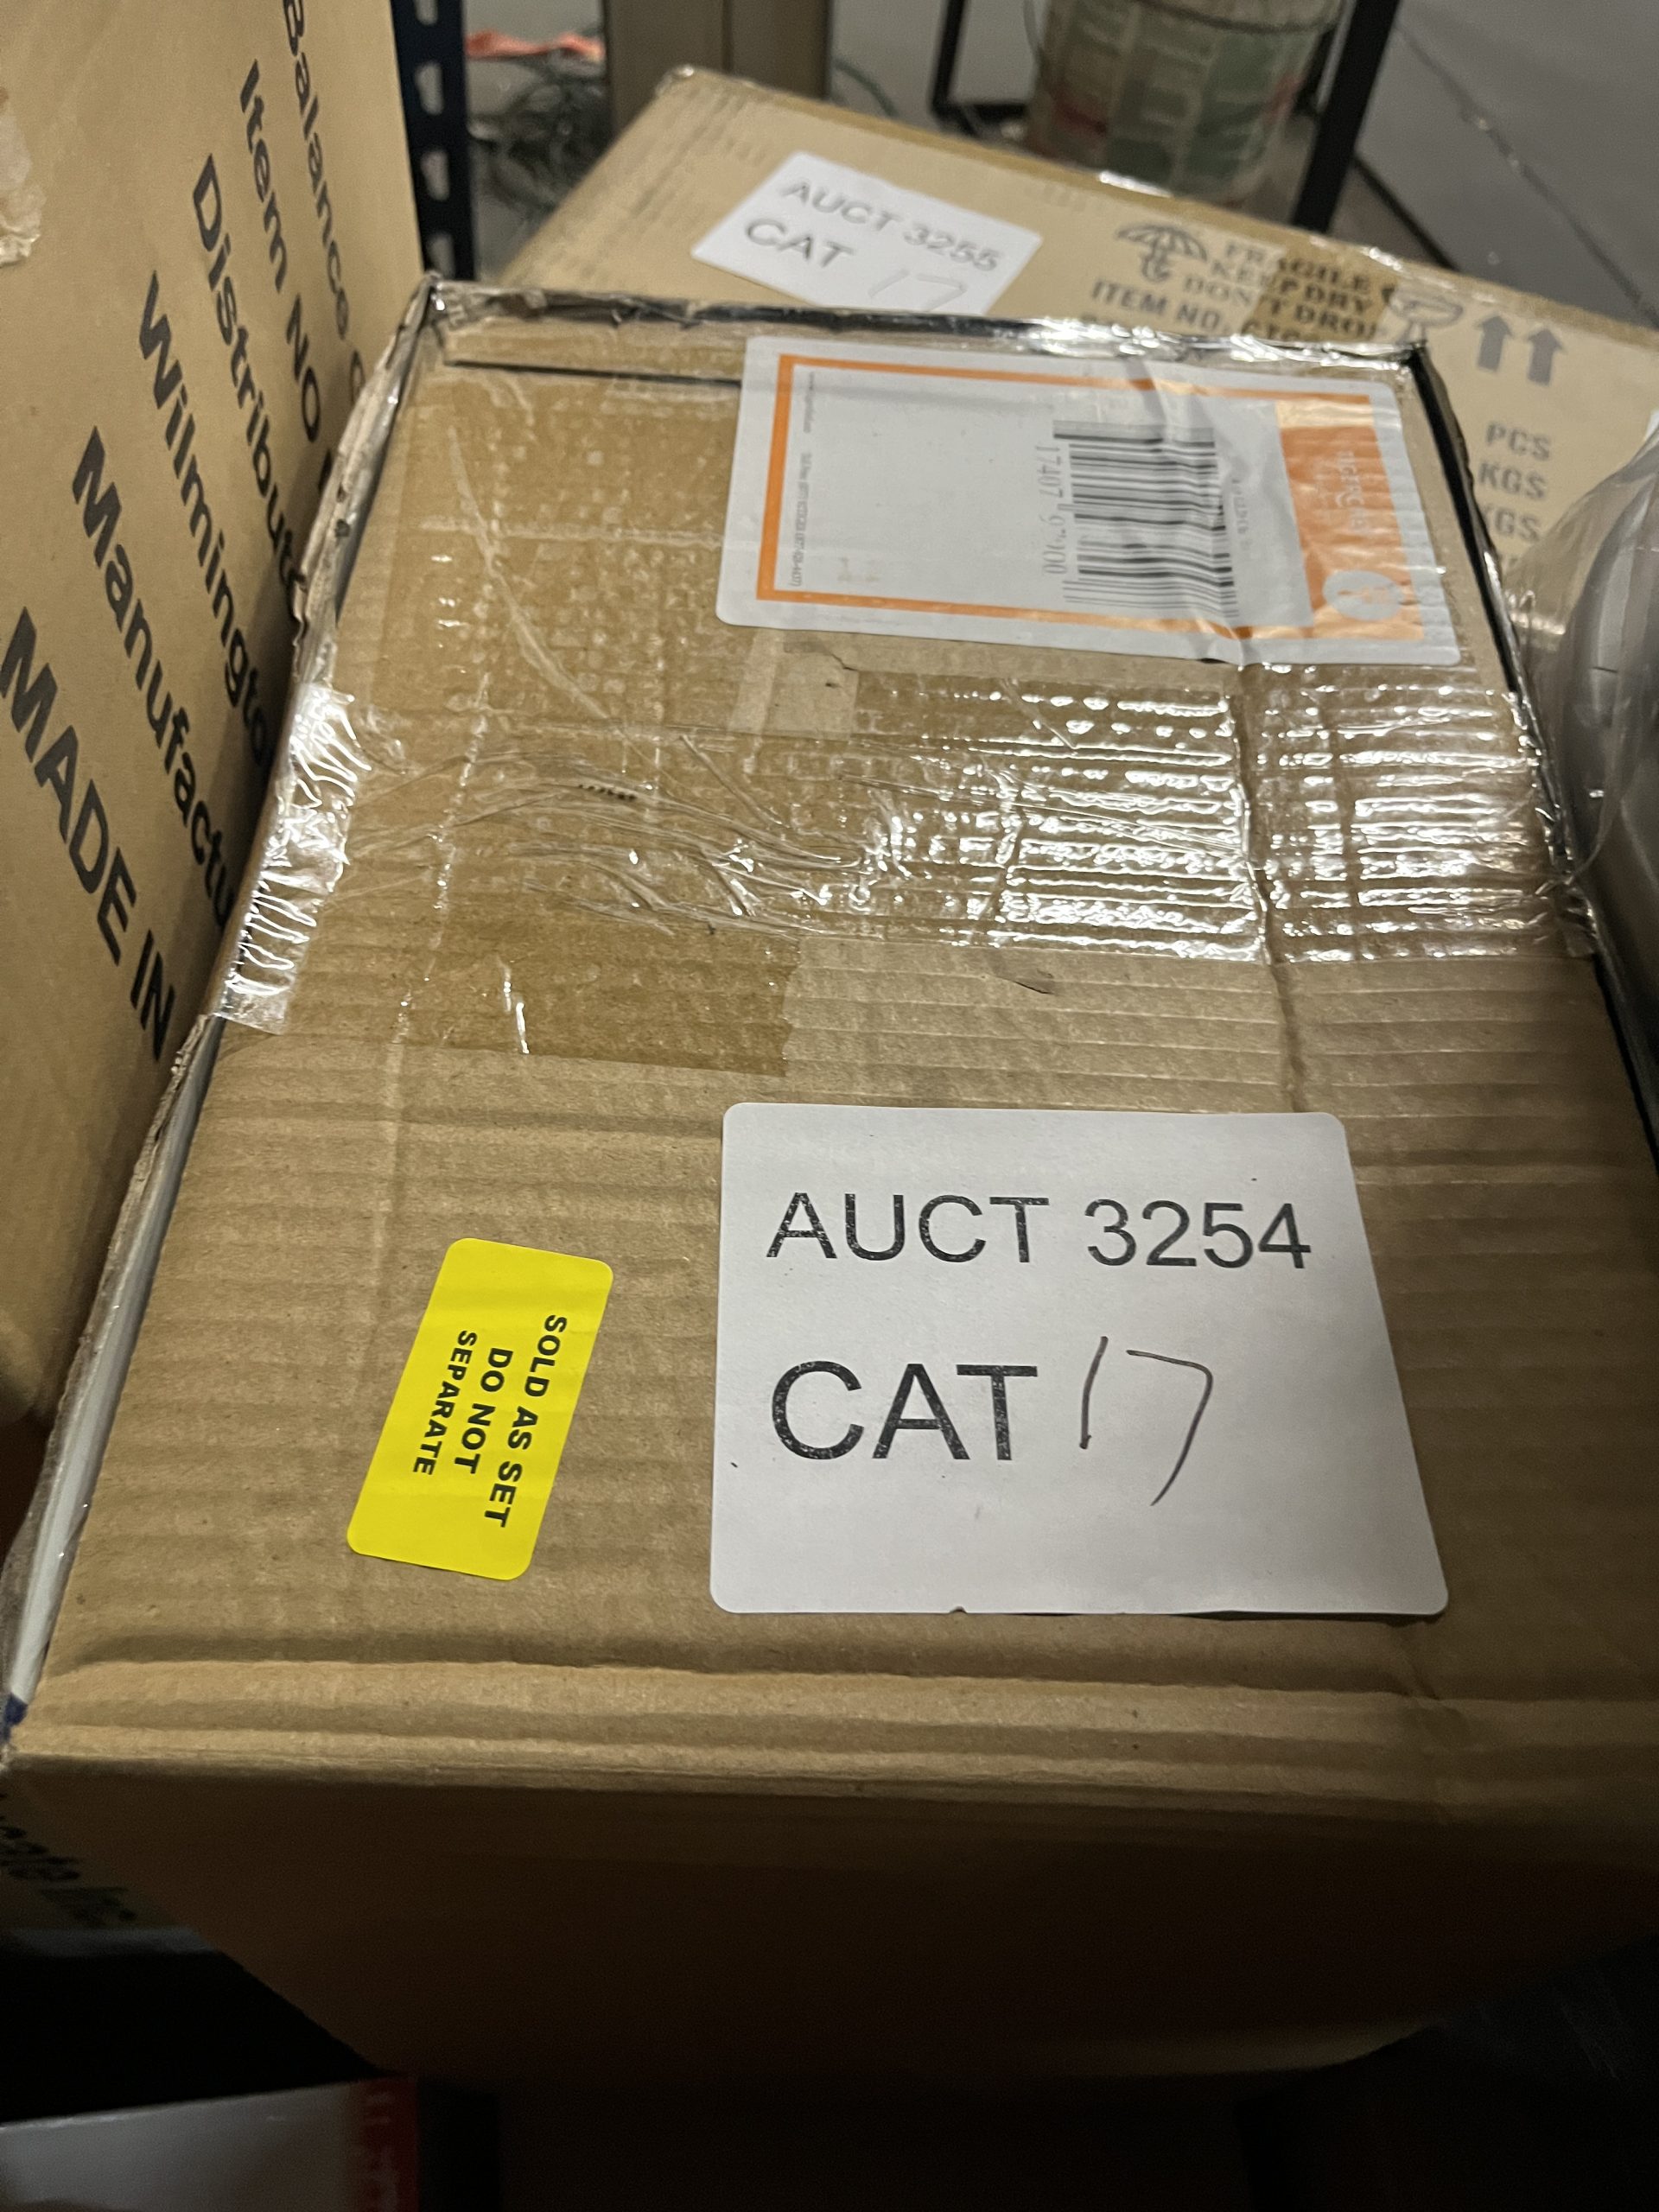 Balance
Item NO
Distribut
Wilmingto
Manufactu
MADE IN
AUCT 3255
CAT 17
FRAGILE
KEEP DRY
DON'T DROP
ITEM NO.
PCS
KGS
KGS
AUCT 3254
CAT 17
SOLD AS SET
DO NOT
SEPARATE